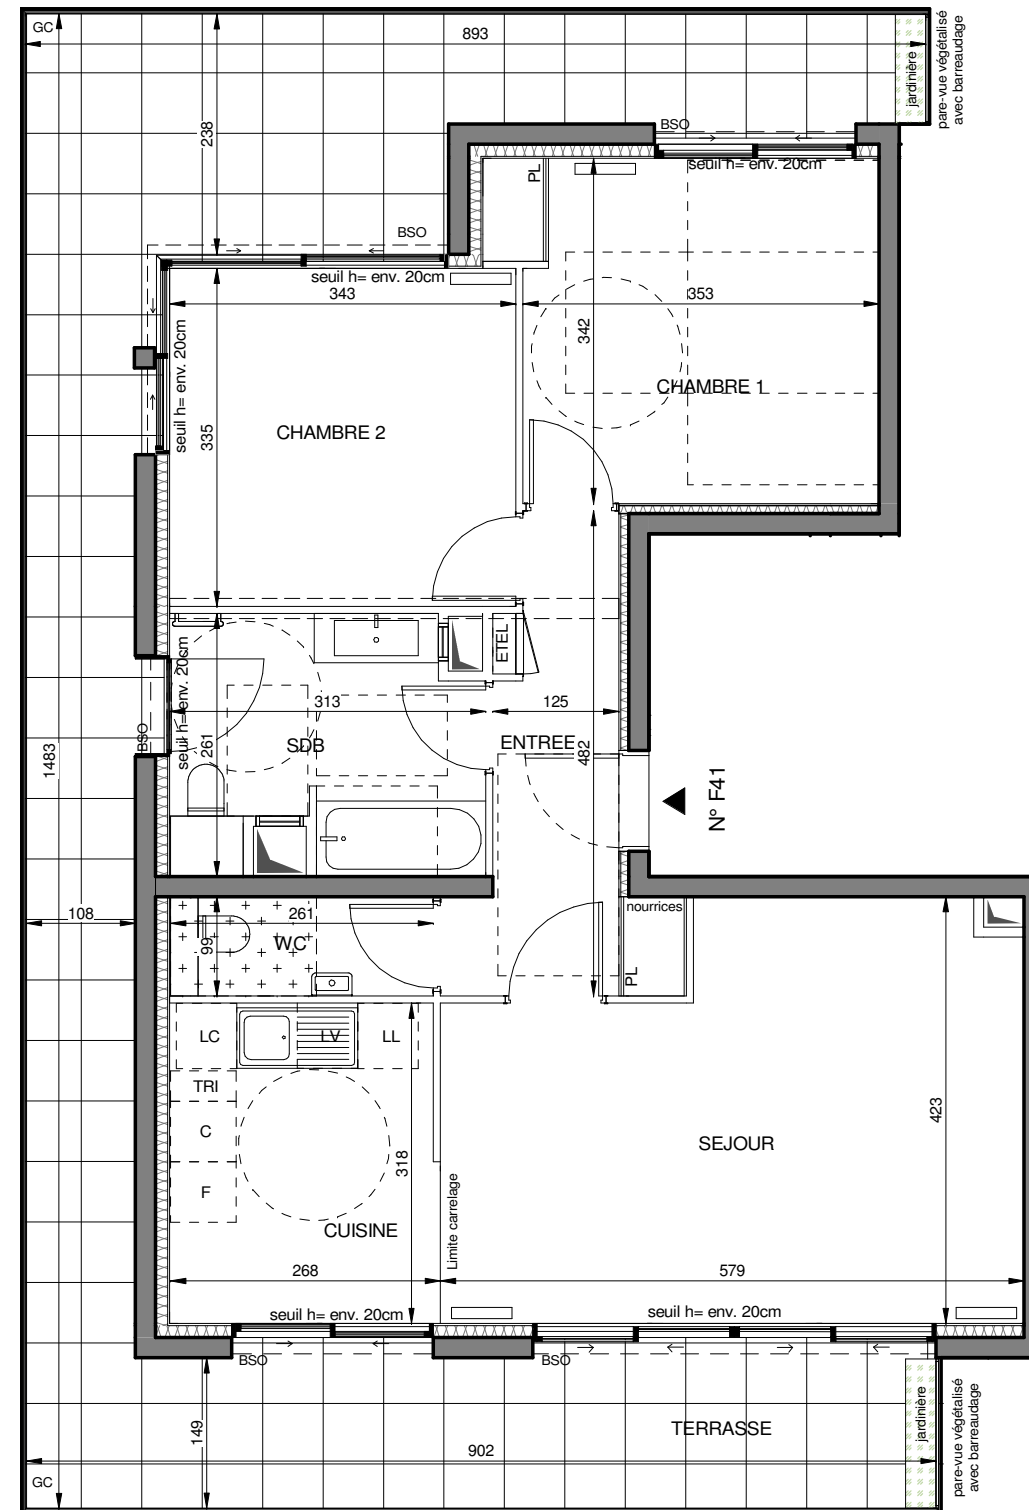 GC
893
jardinière
pare-vue végétalisé
avec barreaudage
238
BSO
seuil h= env. 20cm
PL
BSO
seuil h= env. 20cm
343
353
342
seuil h= env. 20cm
CHAMBRE 1
CHAMBRE 2
335
ETEL
seuil h= env. 20cm
313
125
BSO
261
SDB
ENTREE
482
1483
N° F41
108
261
nourrices
99
WC
PL
LC
LV
LL
TRI
C
F
423
SEJOUR
318
CUISINE
Limite carrelage
268
579
seuil h= env. 20cm
seuil h= env. 20cm
BSO
BSO
149
TERRASSE
902
jardinière
pare-vue végétalisé
avec barreaudage
GC